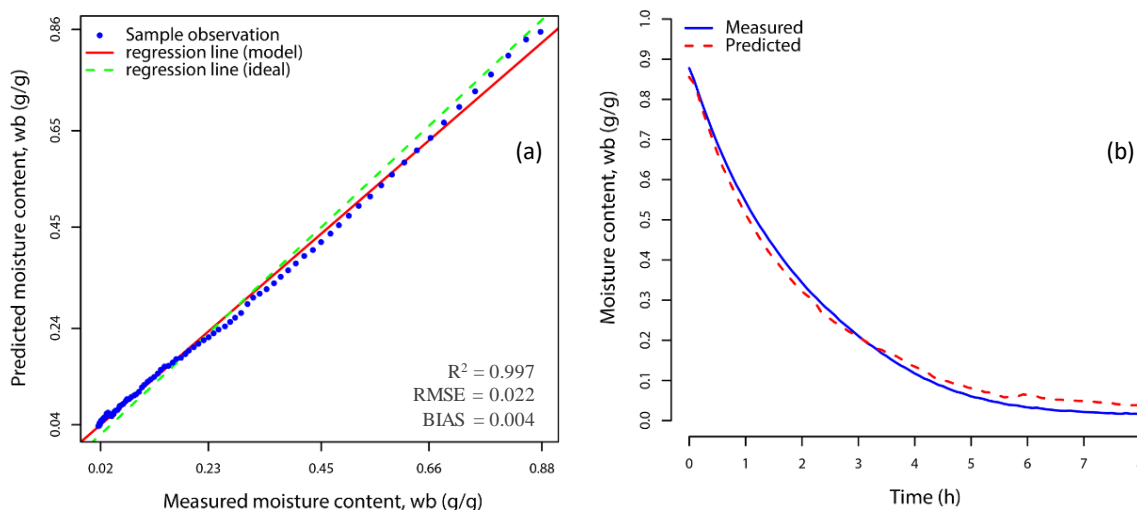 Sample observation
regression line (model)
regression line (ideal)
(a)
Predicted moisture content, wb (g/g)
0.86
0.65
0.45
0.24
0.04
R² = 0.997
RMSE = 0.022
BIAS = 0.004
0.02 0.23 0.45 0.66 0.88
Measured moisture content, wb (g/g)
Measured
Predicted
(b)
Moisture content, wb (g/g)
1.0
0.9
0.8
0.7
0.6
0.5
0.4
0.3
0.2
0.1
0.0
0 1 2 3 4 5 6 7
Time (h)